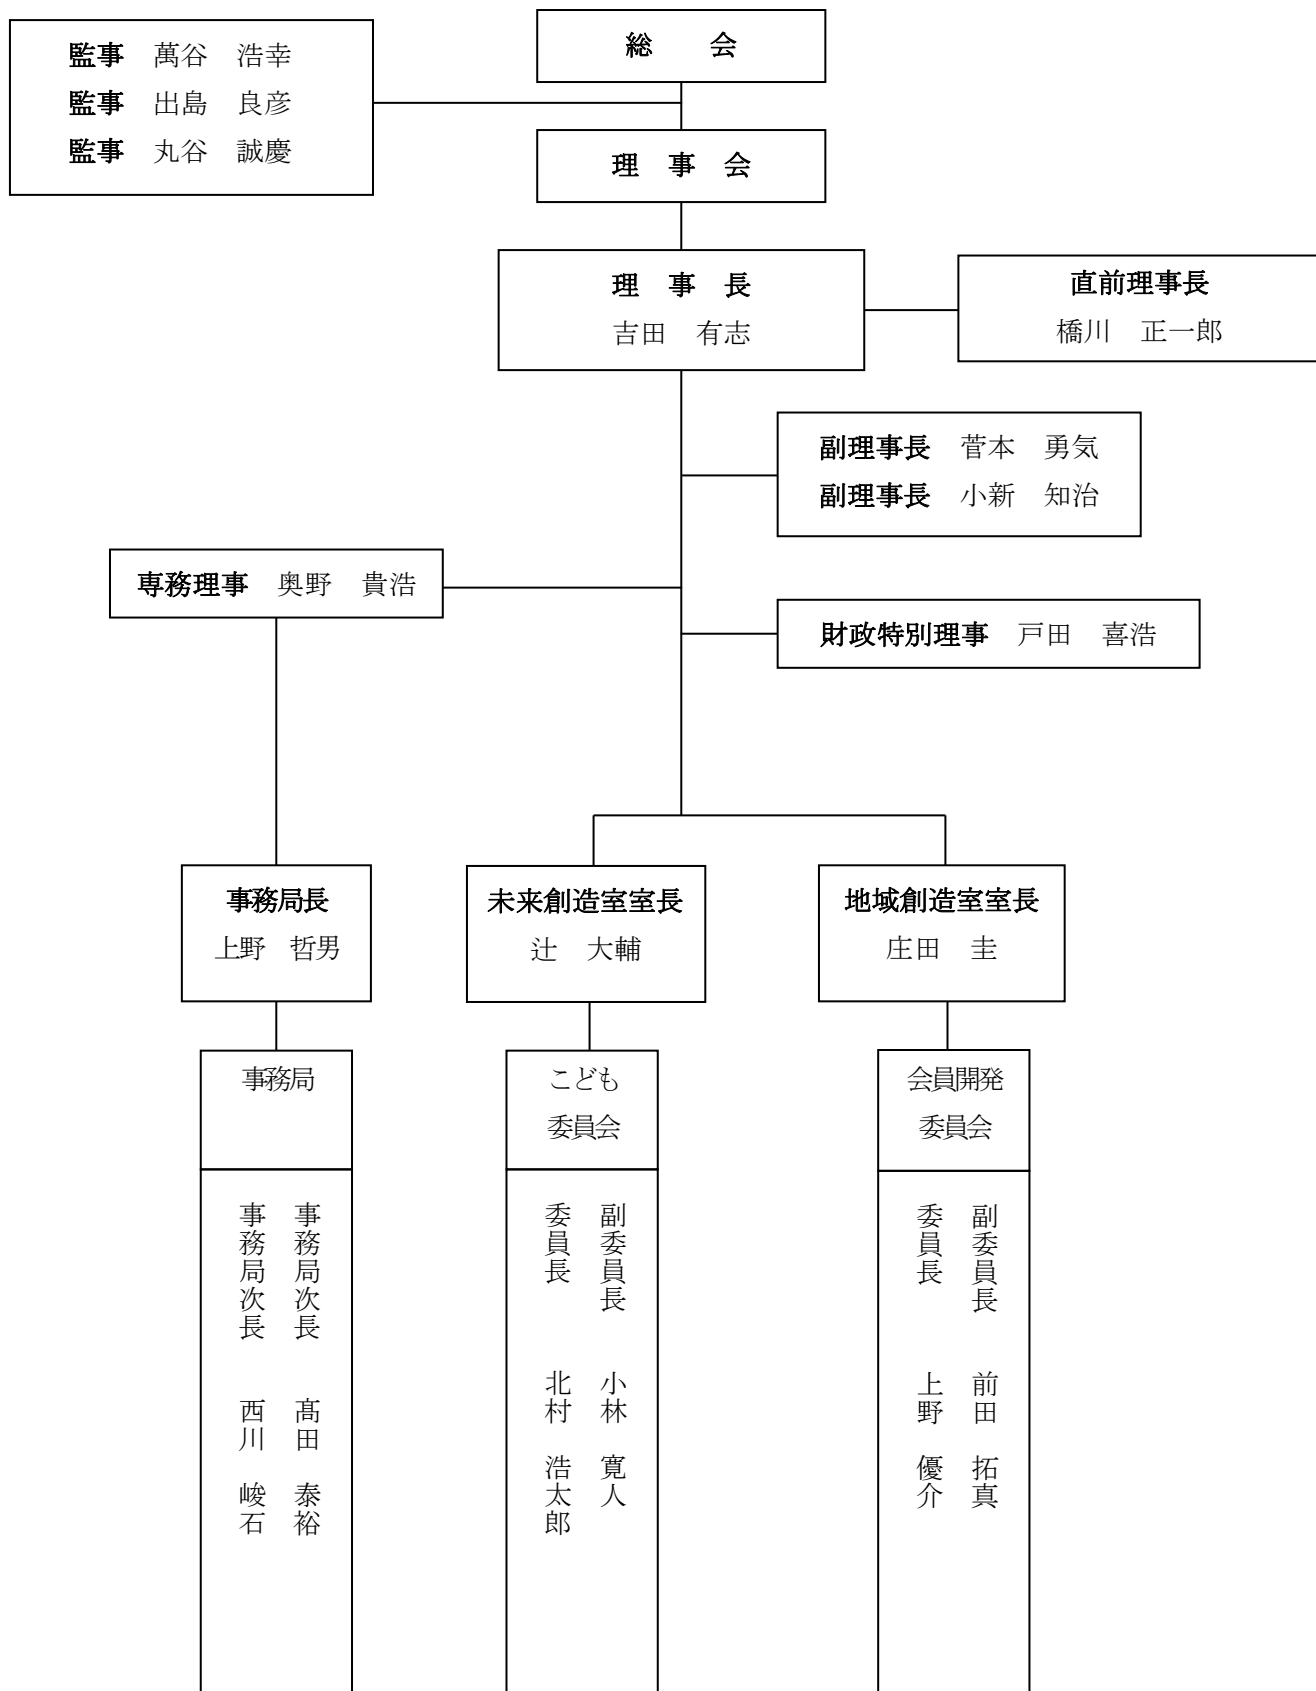 総　　会
監事　萬谷　浩幸
監事　出島　良彦
監事　丸谷　誠慶
理　事　会
理　事　長
吉田　有志
直前理事長
橋川　正一郎
副理事長　菅本　勇気
副理事長　小新　知治
専務理事　奥野　貴浩
財政特別理事　戸田　喜浩
事務局長
上野　哲男
未来創造室室長
辻　大輔
地域創造室室長
庄田　圭
事務局
事務局次長　髙田　泰裕
事務局次長　西川　峻石
こども
委員会
副委員長　小林　寛人
委員長　北村　浩太郎
会員開発
委員会
副委員長　前田　拓真
委員長　上野　優介